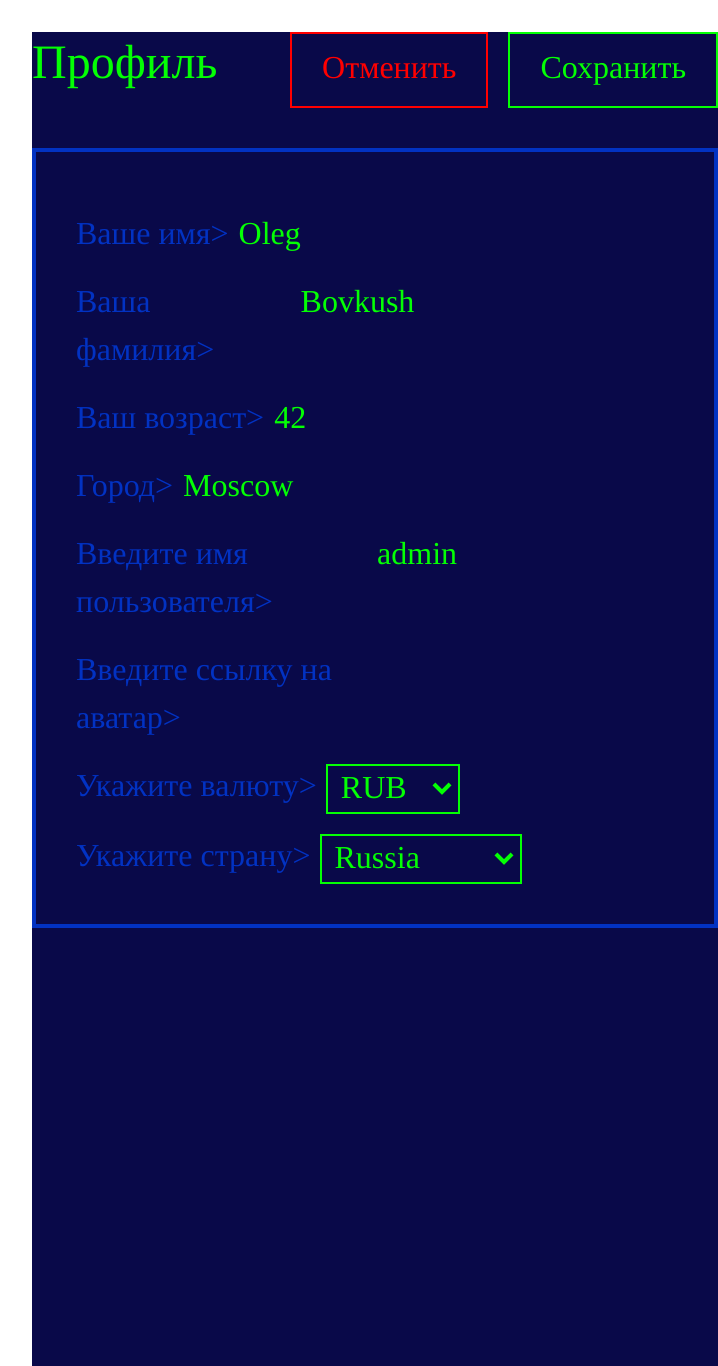 Профиль Отменить Сохранить
Ваше имя> Oleg
Ваша Bovkush
фамилия>
Ваш возраст> 42
Город> Moscow
Введите имя admin
пользователя>
Введите ссылку на
аватар>
Укажите валюту> RUB
Укажите страну> Russia